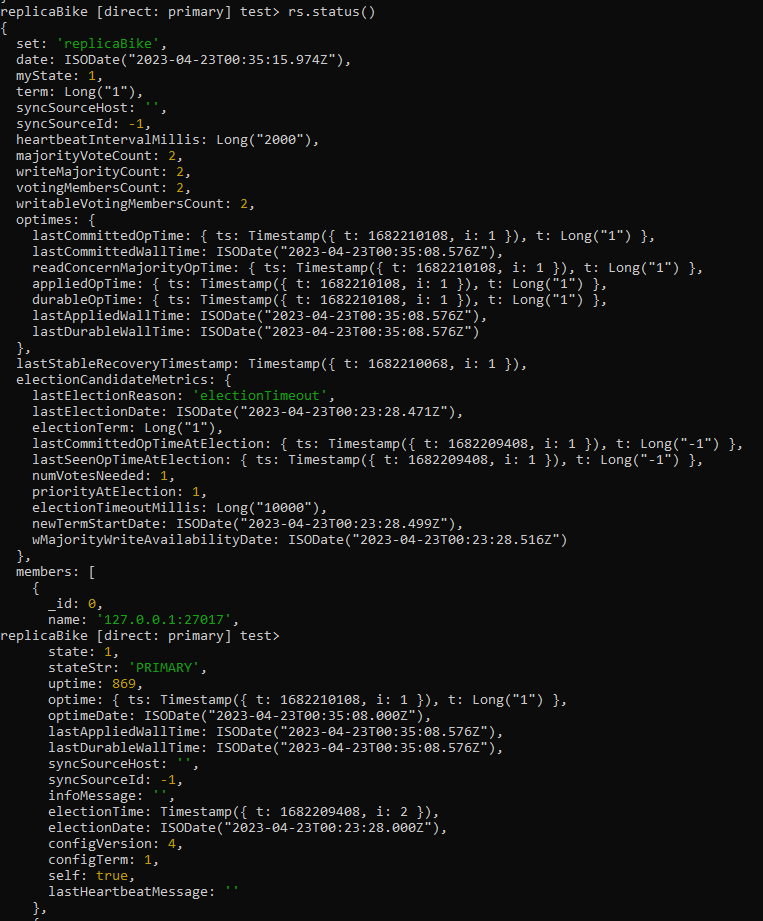 replicaBike [direct: primary] test> rs.status()
{
  set: 'replicaBike',
  date: ISODate("2023-04-23T00:35:15.974Z"),
  myState: 1,
  term: Long("1"),
  syncSourceHost: '',
  syncSourceId: -1,
  heartbeatIntervalMillis: Long("2000"),
  majorityVoteCount: 2,
  writeMajorityCount: 2,
  votingMembersCount: 2,
  writableVotingMembersCount: 2,
  optimes: {
    lastCommittedOpTime: { ts: Timestamp({ t: 1682210108, i: 1 }), t: Long("1") },
    lastCommittedWallTime: ISODate("2023-04-23T00:35:08.576Z"),
    readConcernMajorityOpTime: { ts: Timestamp({ t: 1682210108, i: 1 }), t: Long("1") },
    appliedOpTime: { ts: Timestamp({ t: 1682210108, i: 1 }), t: Long("1") },
    durableOpTime: { ts: Timestamp({ t: 1682210108, i: 1 }), t: Long("1") },
    lastAppliedWallTime: ISODate("2023-04-23T00:35:08.576Z"),
    lastDurableWallTime: ISODate("2023-04-23T00:35:08.576Z")
  },
  lastStableRecoveryTimestamp: Timestamp({ t: 1682210068, i: 1 }),
  electionCandidateMetrics: {
    lastElectionReason: 'electionTimeout',
    lastElectionDate: ISODate("2023-04-23T00:23:28.471Z"),
    electionTerm: Long("1"),
    lastCommittedOpTimeAtElection: { ts: Timestamp({ t: 1682209408, i: 1 }), t: Long("-1") },
    lastSeenOpTimeAtElection: { ts: Timestamp({ t: 1682209408, i: 1 }), t: Long("-1") },
    numVotesNeeded: 1,
    priorityAtElection: 1,
    electionTimeoutMillis: Long("10000"),
    newTermStartDate: ISODate("2023-04-23T00:23:28.499Z"),
    wMajorityWriteAvailabilityDate: ISODate("2023-04-23T00:23:28.516Z")
  },
  members: [
    {
      _id: 0,
      name: '127.0.0.1:27017',
replicaBike [direct: primary] test>
      state: 1,
      stateStr: 'PRIMARY',
      uptime: 869,
      optime: { ts: Timestamp({ t: 1682210108, i: 1 }), t: Long("1") },
      optimeDate: ISODate("2023-04-23T00:35:08.000Z"),
      lastAppliedWallTime: ISODate("2023-04-23T00:35:08.576Z"),
      lastDurableWallTime: ISODate("2023-04-23T00:35:08.576Z"),
      syncSourceHost: '',
      syncSourceId: -1,
      infoMessage: '',
      electionTime: Timestamp({ t: 1682209408, i: 2 }),
      electionDate: ISODate("2023-04-23T00:23:28.000Z"),
      configVersion: 4,
      configTerm: 1,
      self: true,
      lastHeartbeatMessage: ''
    },